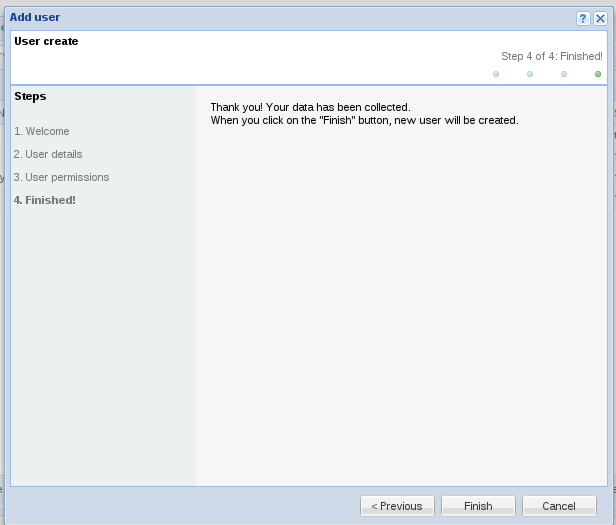 Add user
?
User create
Step 4 of 4: Finished!
Steps
1. Welcome
2. User details
3. User permissions
4. Finished!
Thank you! Your data has been collected.
When you click on the "Finish" button, new user will be created.
< Previous
Finish
Cancel